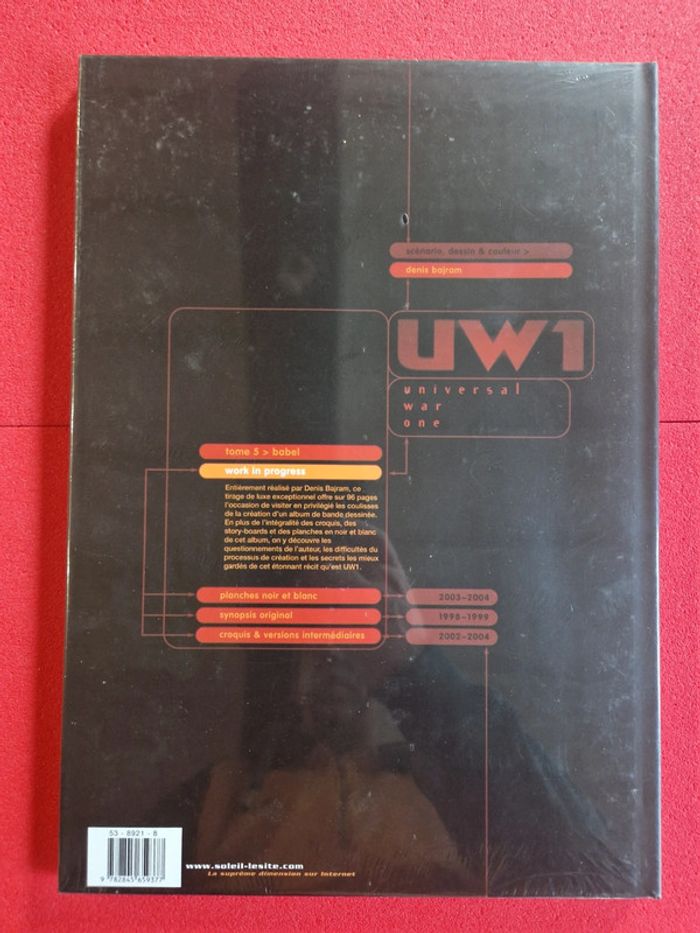 scénario, dessin & couleur >
denis bajram
UW1
universal
war
one
tome 5 > babel
work in progress
Entièrement réalisé par Denis Bajram, ce
tirage de luxe exceptionnel offre sur 96 pages
l'occasion de visiter en privilégié les coulisses
de la création d'un album de bande dessinée.
En plus de l'intégralité des croquis, des
story-boards et des planches en noir et blanc
de cet album, on y découvre les
questionnements de l'auteur, les difficultés du
processus de création et les secrets les mieux
gardés de cet étonnant récit qu'est UW1.
planches noir et blanc 2003-2004
synopsis original 1998-1999
croquis & versions intermédiaires 2002-2004
53 - 8921 - 8
9 782845 659377
www.soleil-lesite.com
La suprême dimension sur Internet